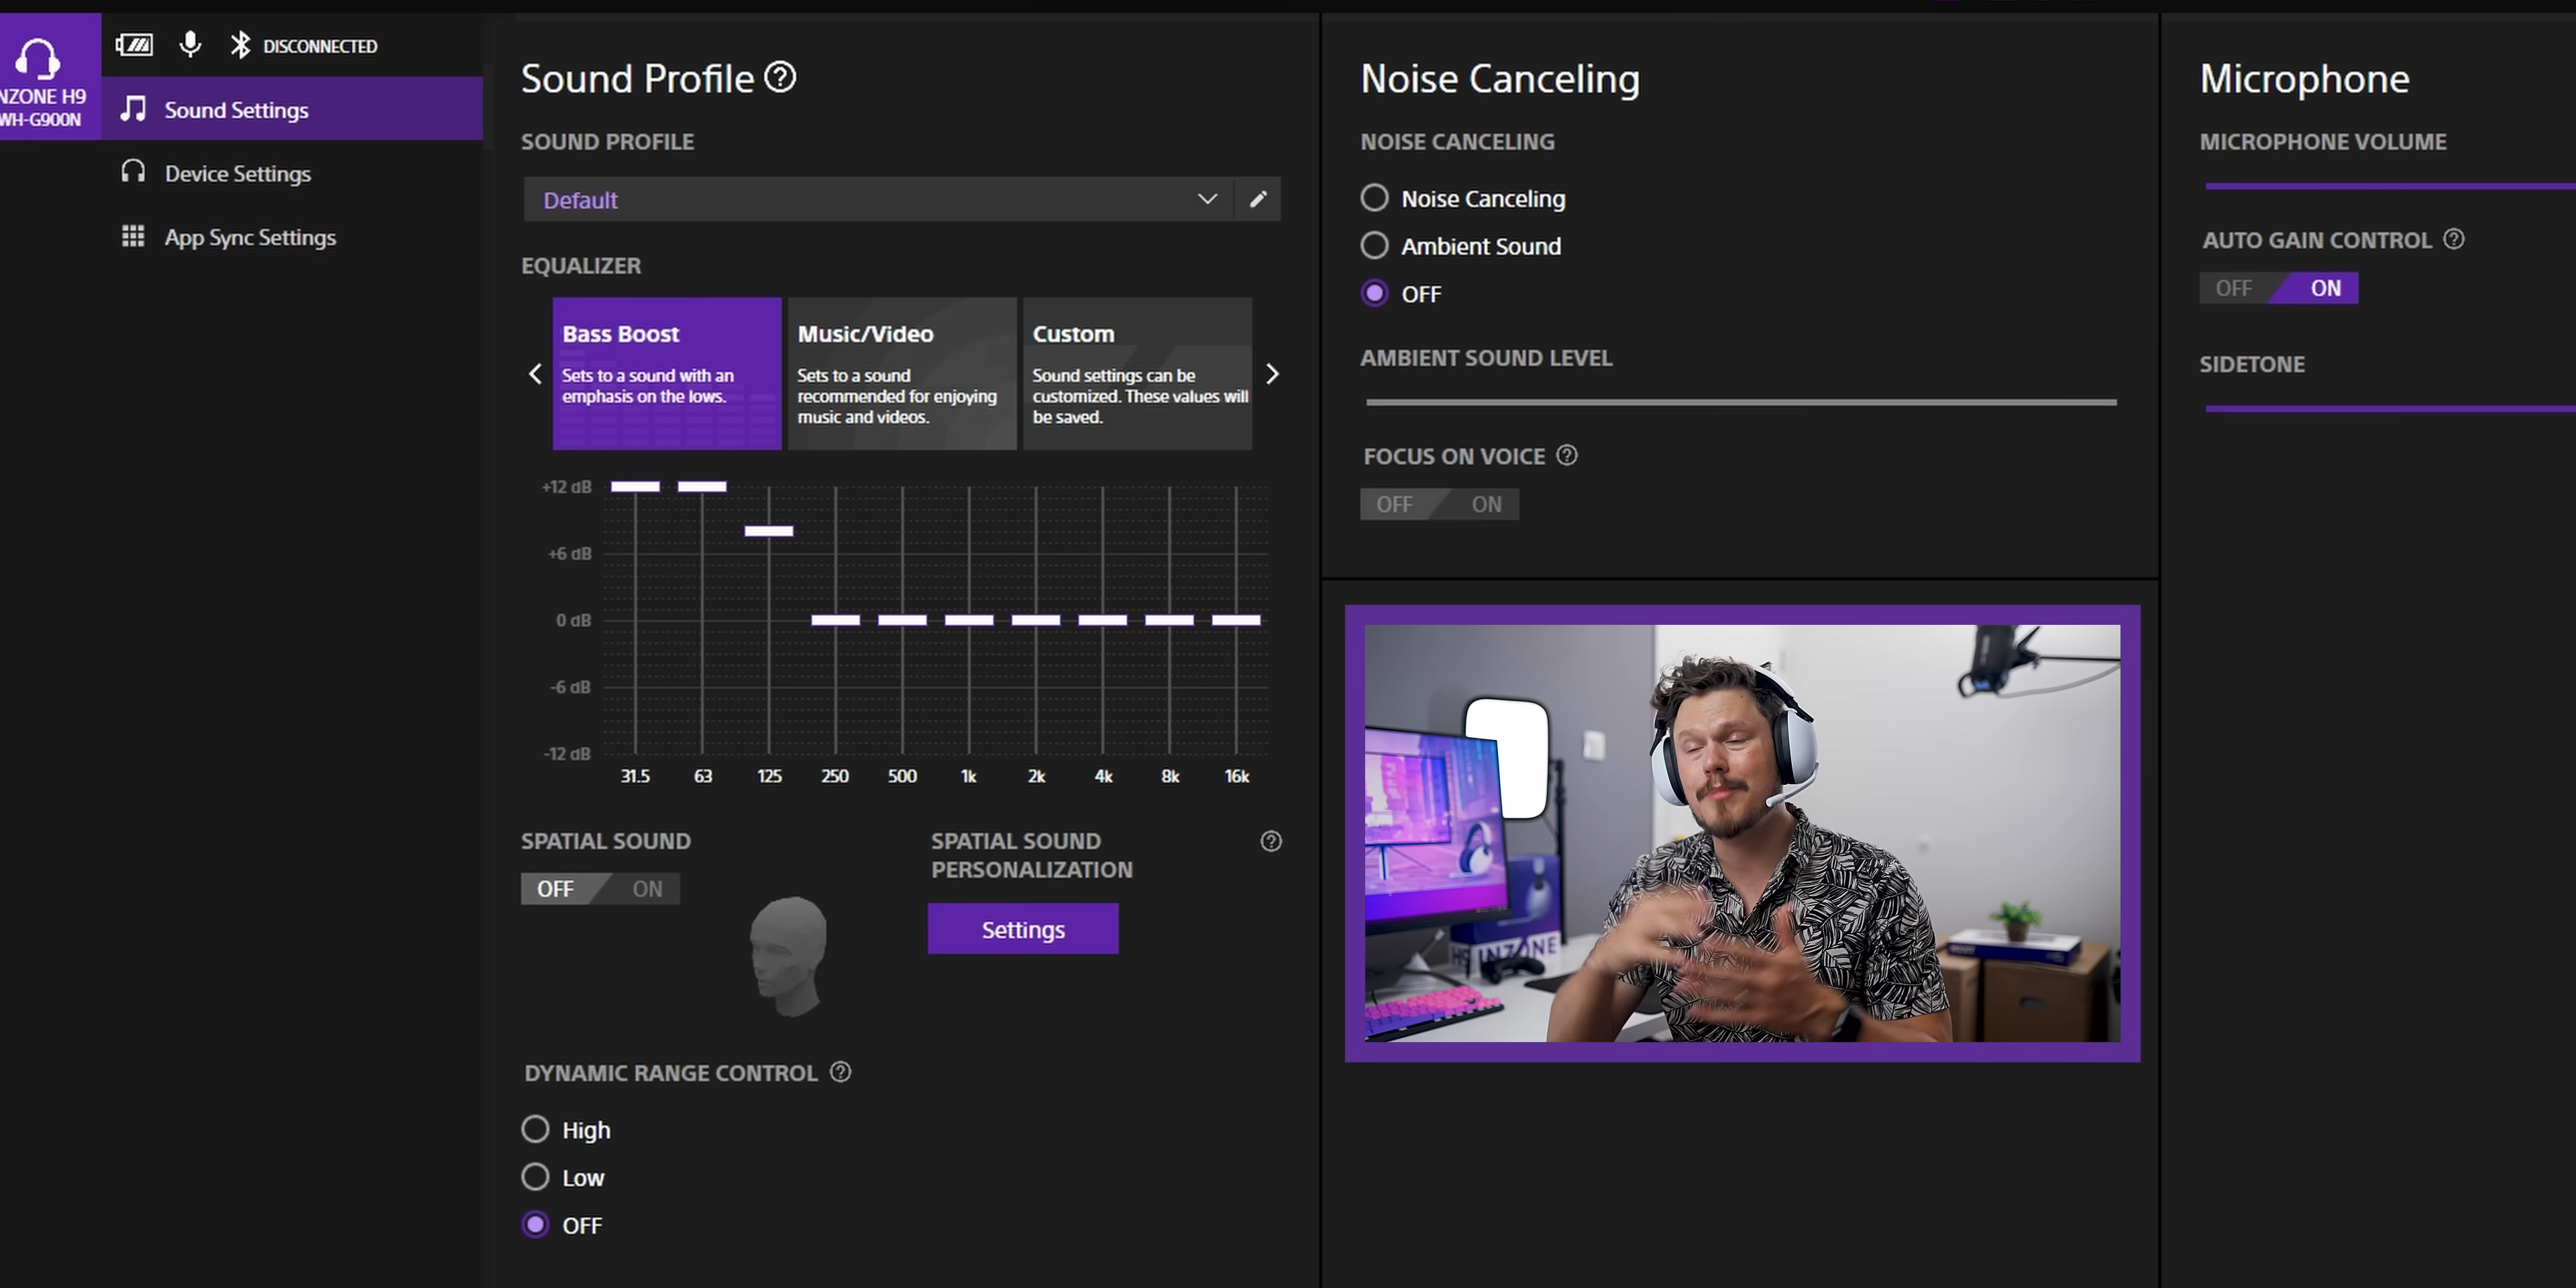 DISCONNECTED
NZONE H9
WH-G900N
Sound Settings
Device Settings
App Sync Settings
Sound Profile
SOUND PROFILE
Default
EQUALIZER
Bass Boost
Sets to a sound with an
emphasis on the lows.
Music/Video
Sets to a sound
recommended for enjoying
music and videos.
Custom
Sound settings can be
customized. These values will
be saved.
+12 dB
+6 dB
0 dB
-6 dB
-12 dB
31.5 63 125 250 500 1k 2k 4k 8k 16k
SPATIAL SOUND
OFF ON
SPATIAL SOUND
PERSONALIZATION
Settings
DYNAMIC RANGE CONTROL
High
Low
OFF
Noise Canceling
NOISE CANCELING
Noise Canceling
Ambient Sound
OFF
AMBIENT SOUND LEVEL
FOCUS ON VOICE
OFF ON
H9 INZONE
Microphone
MICROPHONE VOLUME
AUTO GAIN CONTROL
OFF ON
SIDETONE